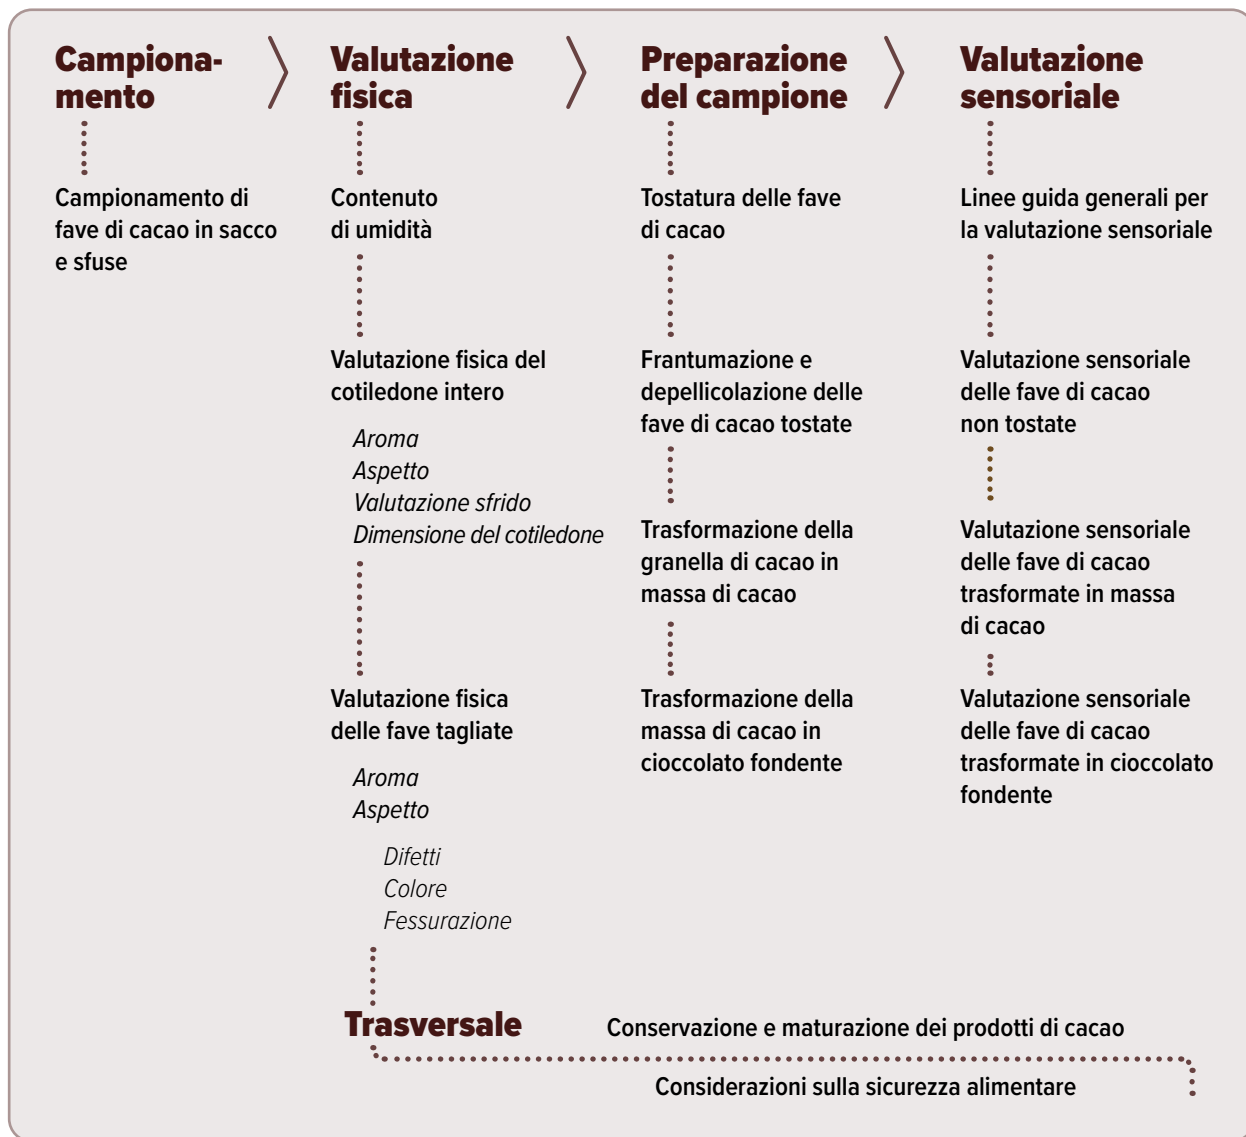 Campiona-
mento
Campionamento di
fave di cacao in sacco
e sfuse
Valutazione
fisica
Contenuto
di umidità
Valutazione fisica del
cotiledone intero
Aroma
Aspetto
Valutazione sfrido
Dimensione del cotiledone
Valutazione fisica
delle fave tagliate
Aroma
Aspetto
Difetti
Colore
Fessurazione
Preparazione
del campione
Tostatura delle fave
di cacao
Frantumazione e
depellicolazione delle
fave di cacao tostate
Trasformazione della
granella di cacao in
massa di cacao
Trasformazione della
massa di cacao in
cioccolato fondente
Valutazione
sensoriale
Linee guida generali per
la valutazione sensoriale
Valutazione sensoriale
delle fave di cacao
non tostate
Valutazione sensoriale
delle fave di cacao
trasformate in massa
di cacao
Valutazione sensoriale
delle fave di cacao
trasformate in cioccolato
fondente
Trasversale
Conservazione e maturazione dei prodotti di cacao
Considerazioni sulla sicurezza alimentare